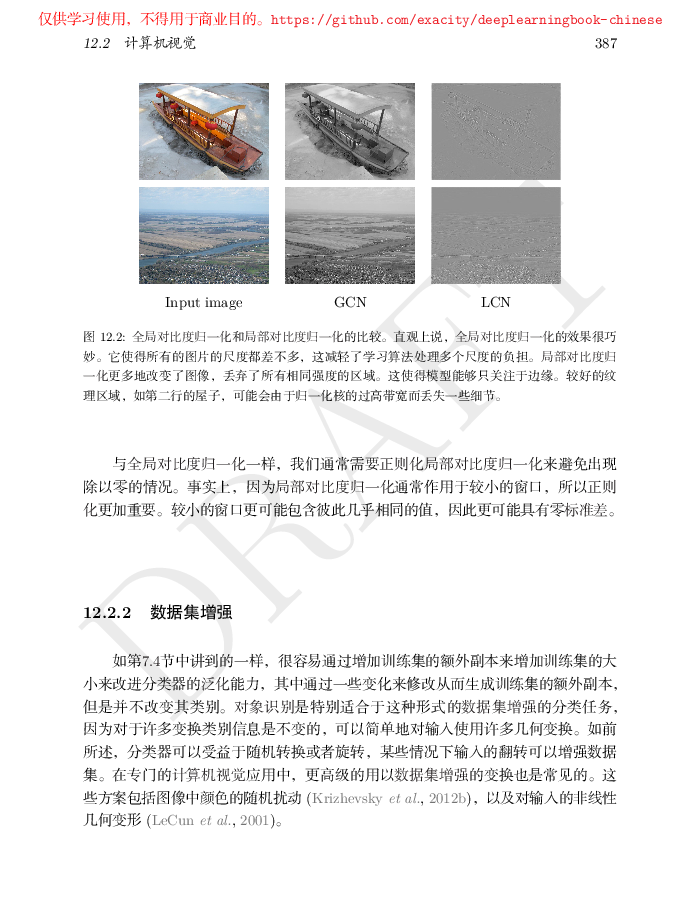 仅供学习使用，不得用于商业目的。https://github.com/exacity/deeplearningbook-chinese
12.2 计算机视觉 387
Input image GCN LCN
图 12.2: 全局对比度归一化和局部对比度归一化的比较。直观上说，全局对比度归一化的效果很巧
妙。它使得所有的图片的尺度都差不多，这减轻了学习算法处理多个尺度的负担。局部对比度归
一化更多地改变了图像，丢弃了所有相同强度的区域。这使得模型能够只关注于边缘。较好的纹
理区域，如第二行的屋子，可能会由于归一化核的过高带宽而丢失一些细节。
与全局对比度归一化一样，我们通常需要正则化局部对比度归一化来避免出现
除以零的情况。事实上，因为局部对比度归一化通常作用于较小的窗口，所以正则
化更加重要。较小的窗口更可能包含彼此几乎相同的值，因此更可能具有零标准差。
12.2.2 数据集增强
如第7.4节中讲到的一样，很容易通过增加训练集的额外副本来增加训练集的大
小来改进分类器的泛化能力，其中通过一些变化来修改从而生成训练集的额外副本，
但是并不改变其类别。对象识别是特别适合于这种形式的数据集增强的分类任务，
因为对于许多变换类别信息是不变的，可以简单地对输入使用许多几何变换。如前
所述，分类器可以受益于随机转换或者旋转，某些情况下输入的翻转可以增强数据
集。在专门的计算机视觉应用中，更高级的用以数据集增强的变换也是常见的。这
些方案包括图像中颜色的随机扰动 (Krizhevsky et al., 2012b)，以及对输入的非线性
几何变形 (LeCun et al., 2001)。
DRAFT